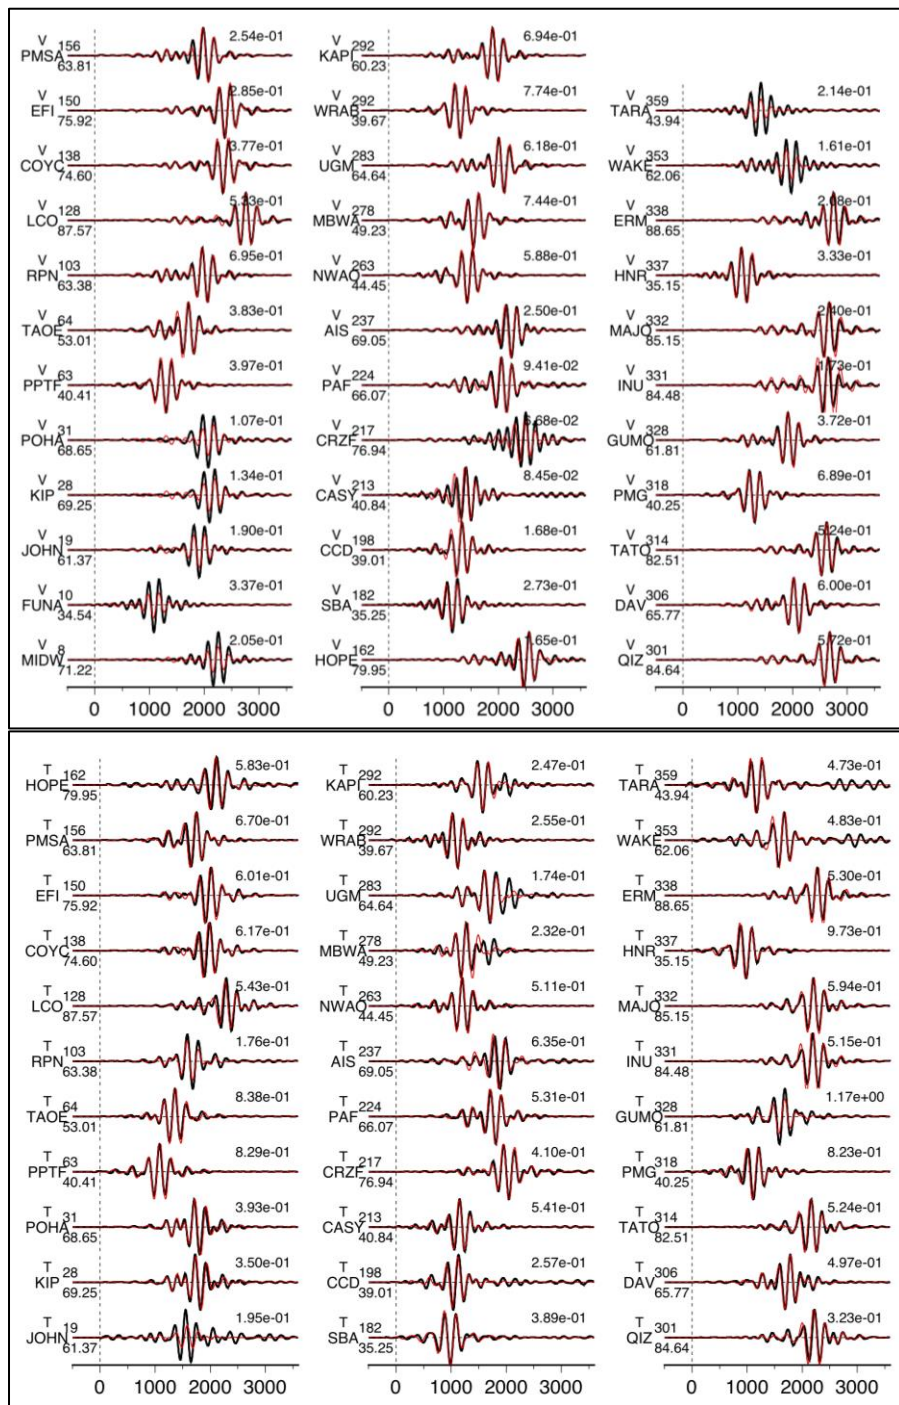 V
PMSA 156 2.54e-01
63.81
V
EFI 150 2.85e-01
75.92
V
COYC 138 3.77e-01
74.60
V
LCO 128 5.33e-01
87.57
V
RPN 103 6.95e-01
63.38
V
TAOE 64 3.83e-01
53.01
V
PPTF 63 3.97e-01
40.41
V
POHA 31 1.07e-01
68.65
V
KIP 28 1.34e-01
69.25
V
JOHN 19 1.90e-01
61.37
V
FUNA 10 3.37e-01
34.54
V
MIDW 8 2.05e-01
71.22
0 1000 2000 3000
V
KAPI 292 6.94e-01
60.23
V
WRAB 292 7.74e-01
39.67
V
UGM 283 6.18e-01
64.64
V
MBWA 278 7.44e-01
49.23
V
NWAO 263 5.88e-01
44.45
V
AIS 237 2.50e-01
69.05
V
PAF 224 9.41e-02
66.07
V
CRZF 217 6.68e-02
76.94
V
CASY 213 8.45e-02
40.84
V
CCD 198 1.68e-01
39.01
V
SBA 182 2.73e-01
35.25
V
HOPE 162 1.65e-01
79.95
0 1000 2000 3000
V
TARA 359 2.14e-01
43.94
V
WAKE 353 1.61e-01
62.06
V
ERM 338 2.08e-01
88.65
V
HNR 337 3.33e-01
35.15
V
MAJO 332 2.40e-01
85.15
V
INU 331 1.73e-01
84.48
V
GUMO 328 3.72e-01
61.81
V
PMG 318 6.89e-01
40.25
V
TATO 314 5.24e-01
82.51
V
DAV 306 6.00e-01
65.77
V
QIZ 301 5.72e-01
84.64
0 1000 2000 3000
T
HOPE 162 5.83e-01
79.95
T
PMSA 156 6.70e-01
63.81
T
EFI 150 6.01e-01
75.92
T
COYC 138 6.17e-01
74.60
T
LCO 128 5.43e-01
87.57
T
RPN 103 1.76e-01
63.38
T
TAOE 64 8.38e-01
53.01
T
PPTF 63 8.29e-01
40.41
T
POHA 31 3.93e-01
68.65
T
KIP 28 3.50e-01
69.25
T
JOHN 19 1.95e-01
61.37
0 1000 2000 3000
T
KAPI 292 2.47e-01
60.23
T
WRAB 292 2.55e-01
39.67
T
UGM 283 1.74e-01
64.64
T
MBWA 278 2.32e-01
49.23
T
NWAO 263 5.11e-01
44.45
T
AIS 237 6.35e-01
69.05
T
PAF 224 5.31e-01
66.07
T
CRZF 217 4.10e-01
76.94
T
CASY 213 5.41e-01
40.84
T
CCD 198 2.57e-01
39.01
T
SBA 182 3.89e-01
35.25
0 1000 2000 3000
T
TARA 359 4.73e-01
43.94
T
WAKE 353 4.83e-01
62.06
T
ERM 338 5.30e-01
88.65
T
HNR 337 9.73e-01
35.15
T
MAJO 332 5.94e-01
85.15
T
INU 331 5.15e-01
84.48
T
GUMO 328 1.17e+00
61.81
T
PMG 318 8.23e-01
40.25
T
TATO 314 5.24e-01
82.51
T
DAV 306 4.97e-01
65.77
T
QIZ 301 3.23e-01
84.64
0 1000 2000 3000